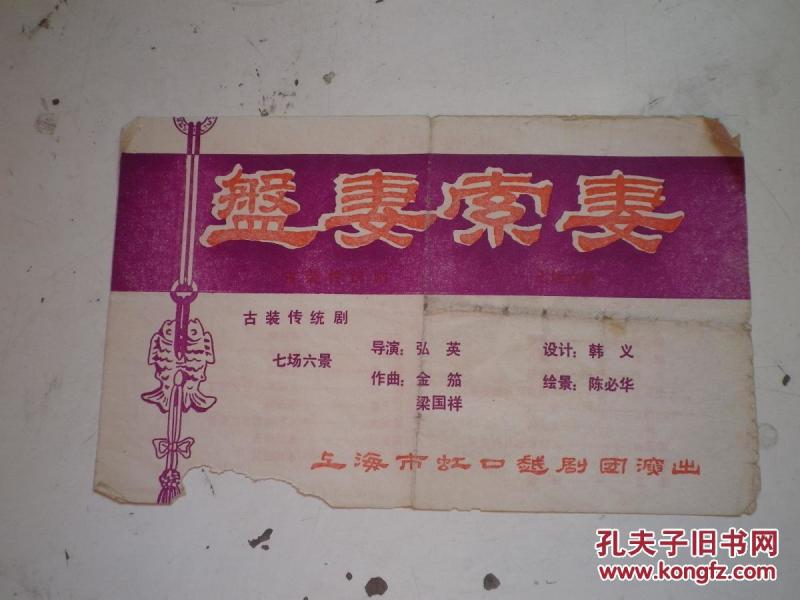 盤妻索妻
古装传统剧
七场六景
导演：弘 英
作曲：金 笳
梁国祥
设计：韩 义
绘景：陈必华
上海市虹口越剧团演出
孔夫子旧书网
www.kongfz.com